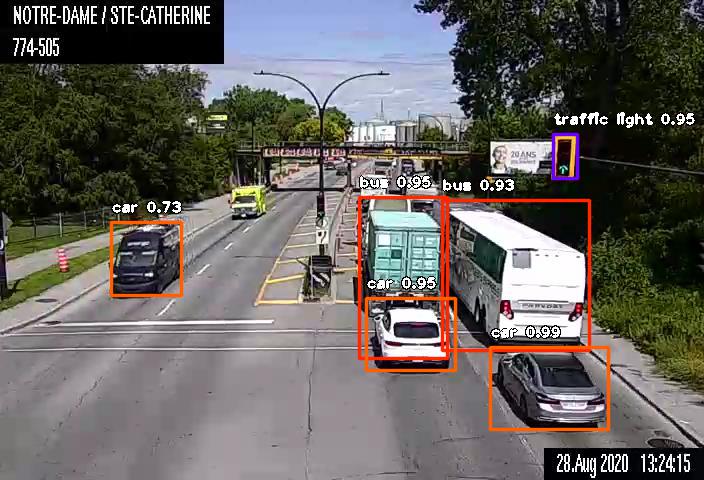 NOTRE-DAME / STE-CATHERINE
774-505
traffic light 0.95
20 ANS
bus 0.95
bus 0.93
car 0.73
car 0.95
PREVOST
car 0.99
28.Aug 2020 13:24:15